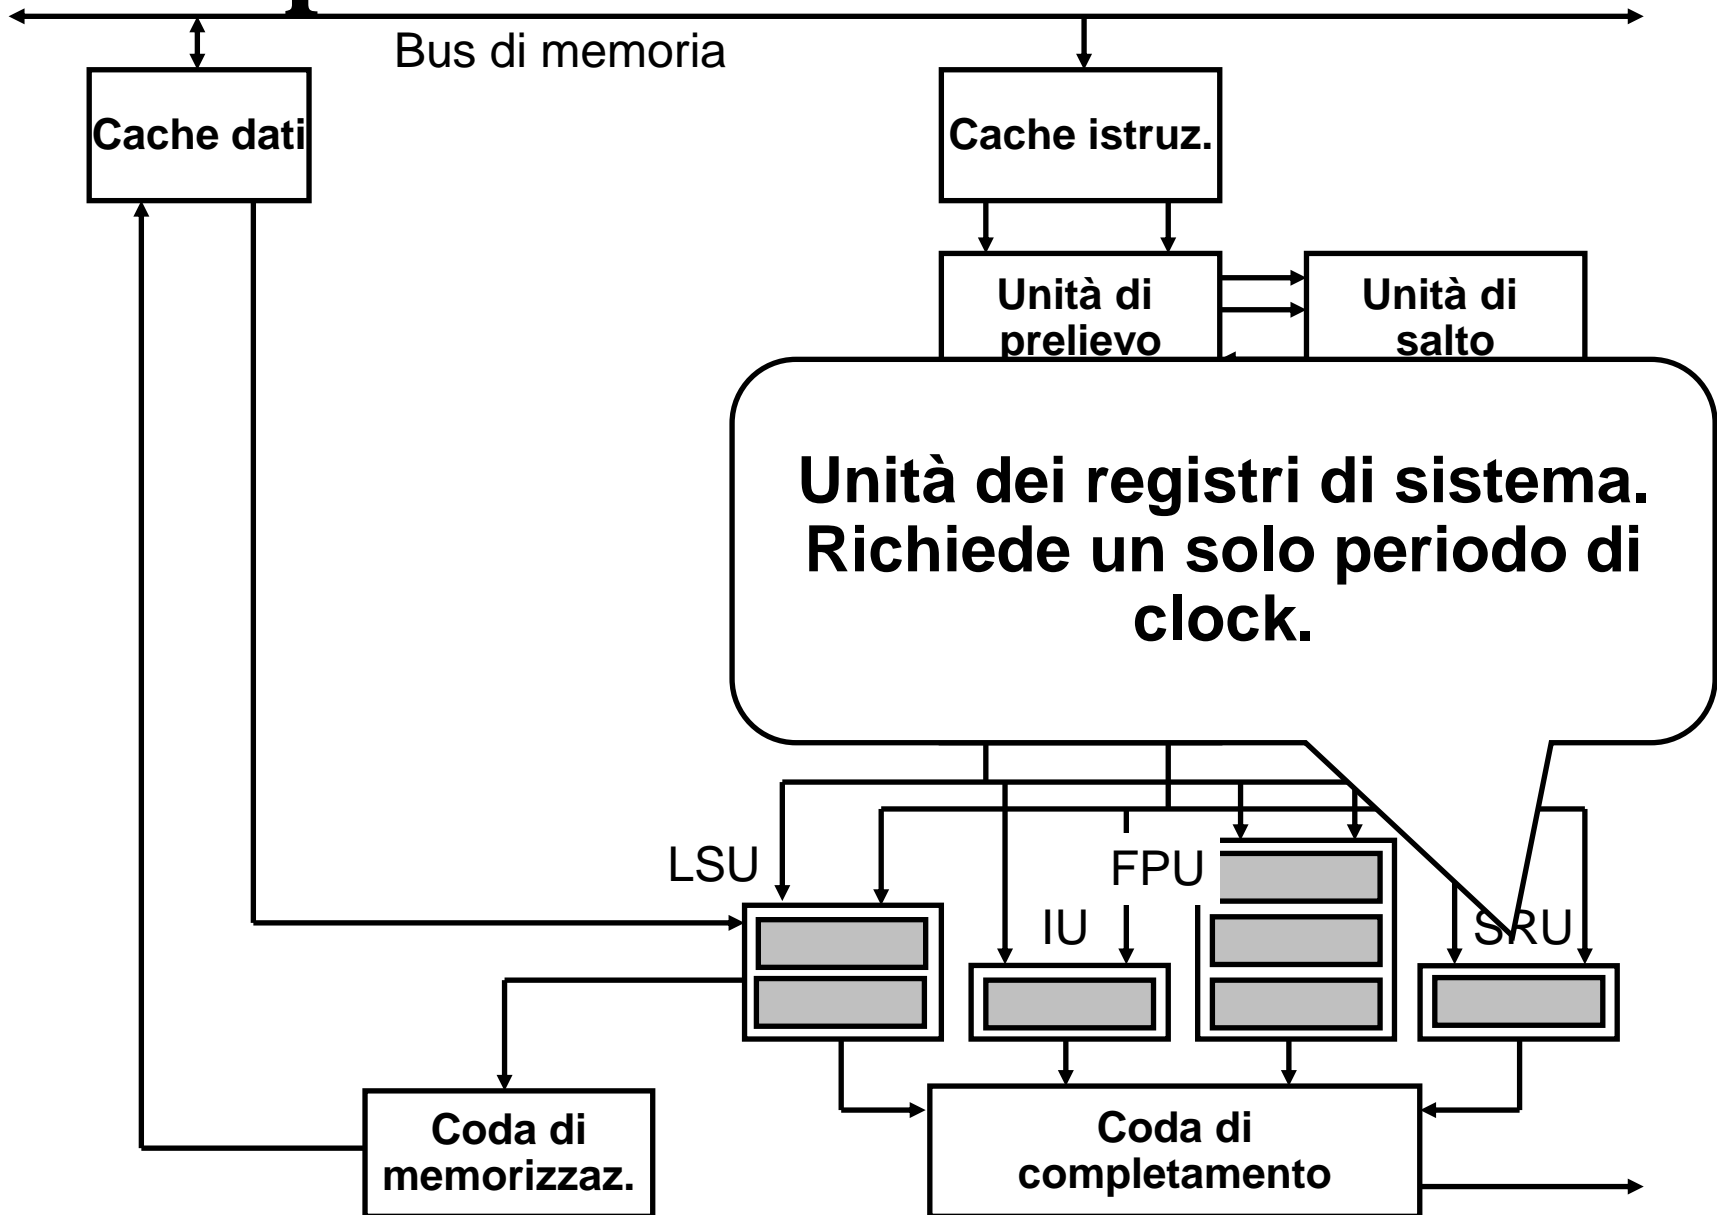 Bus di memoria
Cache dati
Cache istruz.
Unità di
prelievo
Unità di
salto
Unità dei registri di sistema.
Richiede un solo periodo di
clock.
LSU
FPU
IU
SRU
Coda di
memorizzaz.
Coda di
completamento